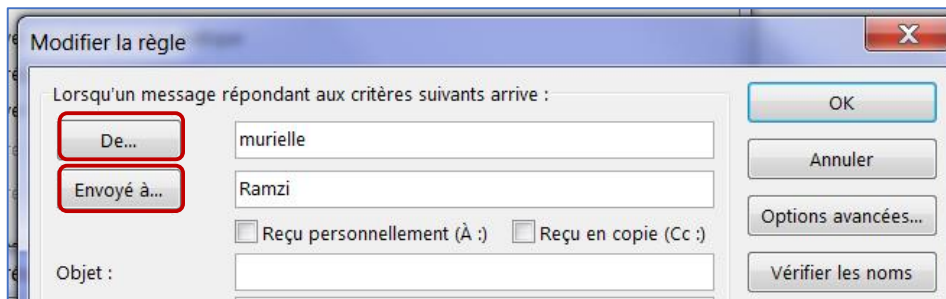 Modifier la règle
Lorsqu'un message répondant aux critères suivants arrive :
De... murielle
Envoyé à... Ramzi
Reçu personnellement (À :) Reçu en copie (Cc :)
Objet :
OK
Annuler
Options avancées...
Vérifier les noms